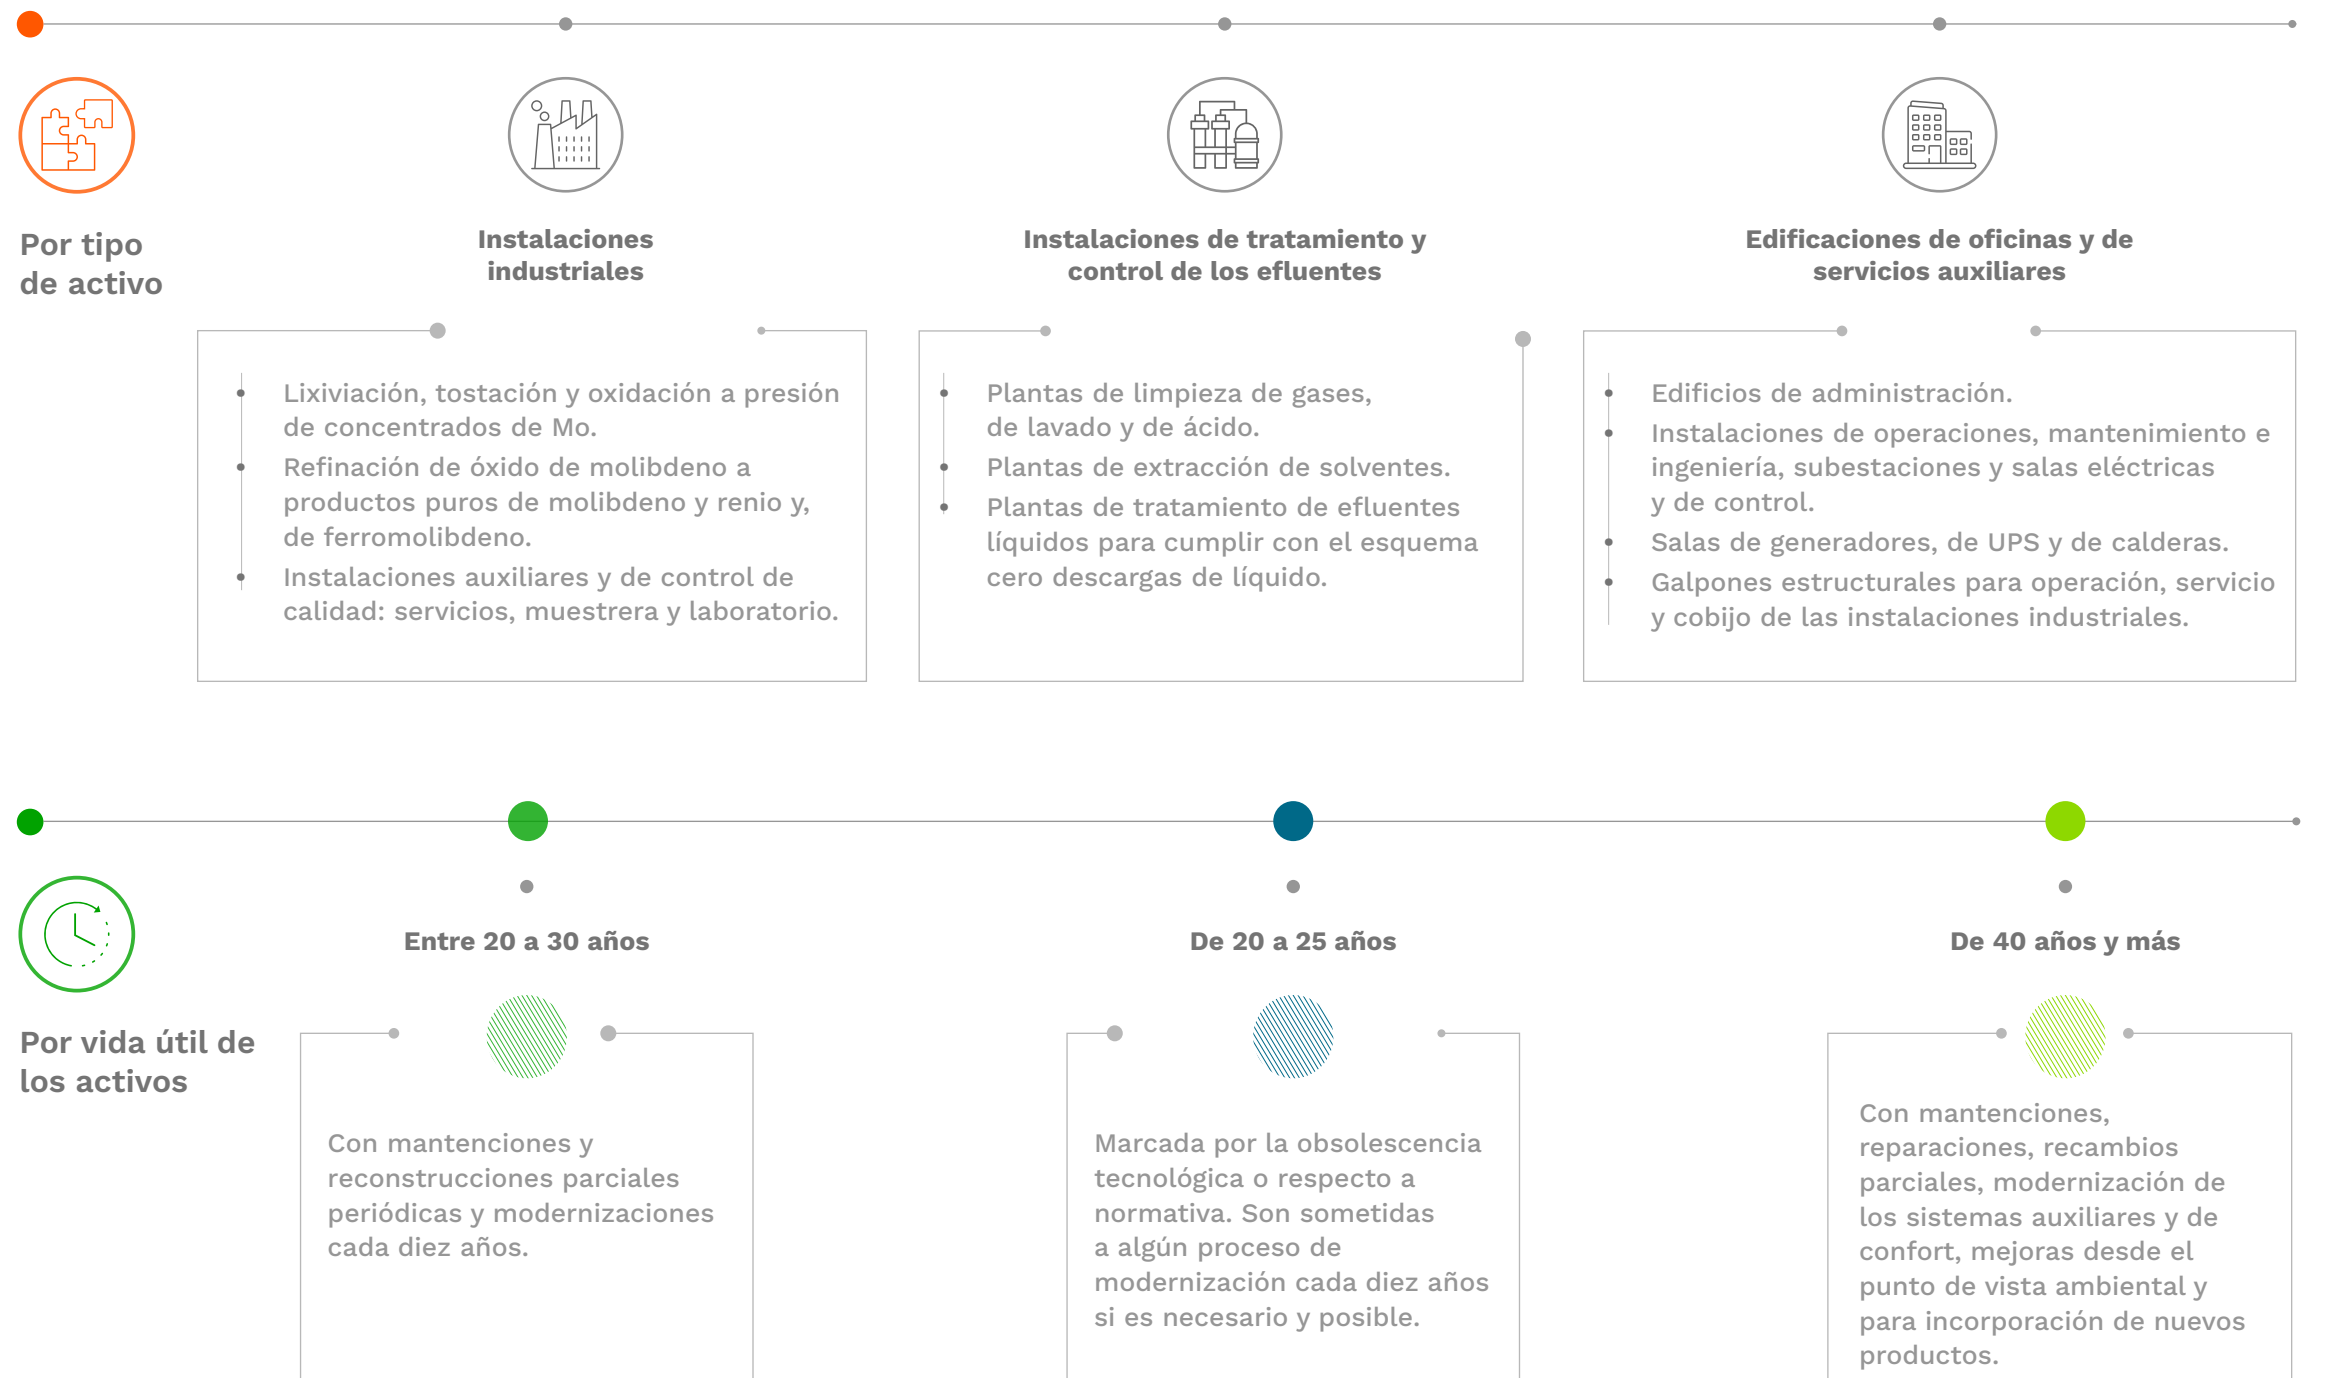 Por tipo
de activo
Instalaciones
industriales
Lixiviación, tostación y oxidación a presión
de concentrados de Mo.
Refinación de óxido de molibdeno a
productos puros de molibdeno y renio y,
de ferromolibdeno.
Instalaciones auxiliares y de control de
calidad: servicios, muestrera y laboratorio.
Instalaciones de tratamiento y
control de los efluentes
Plantas de limpieza de gases,
de lavado y de ácido.
Plantas de extracción de solventes.
Plantas de tratamiento de efluentes
líquidos para cumplir con el esquema
cero descargas de líquido.
Edificaciones de oficinas y de
servicios auxiliares
Edificios de administración.
Instalaciones de operaciones, mantenimiento e
ingeniería, subestaciones y salas eléctricas
y de control.
Salas de generadores, de UPS y de calderas.
Galpones estructurales para operación, servicio
y cobijo de las instalaciones industriales.
Por vida útil de
los activos
Entre 20 a 30 años
Con mantenciones y
reconstrucciones parciales
periódicas y modernizaciones
cada diez años.
De 20 a 25 años
Marcada por la obsolescencia
tecnológica o respecto a
normativa. Son sometidas
a algún proceso de
modernización cada diez años
si es necesario y posible.
De 40 años y más
Con mantenciones,
reparaciones, recambios
parciales, modernización de
los sistemas auxiliares y de
confort, mejoras desde el
punto de vista ambiental y
para incorporación de nuevos
productos.